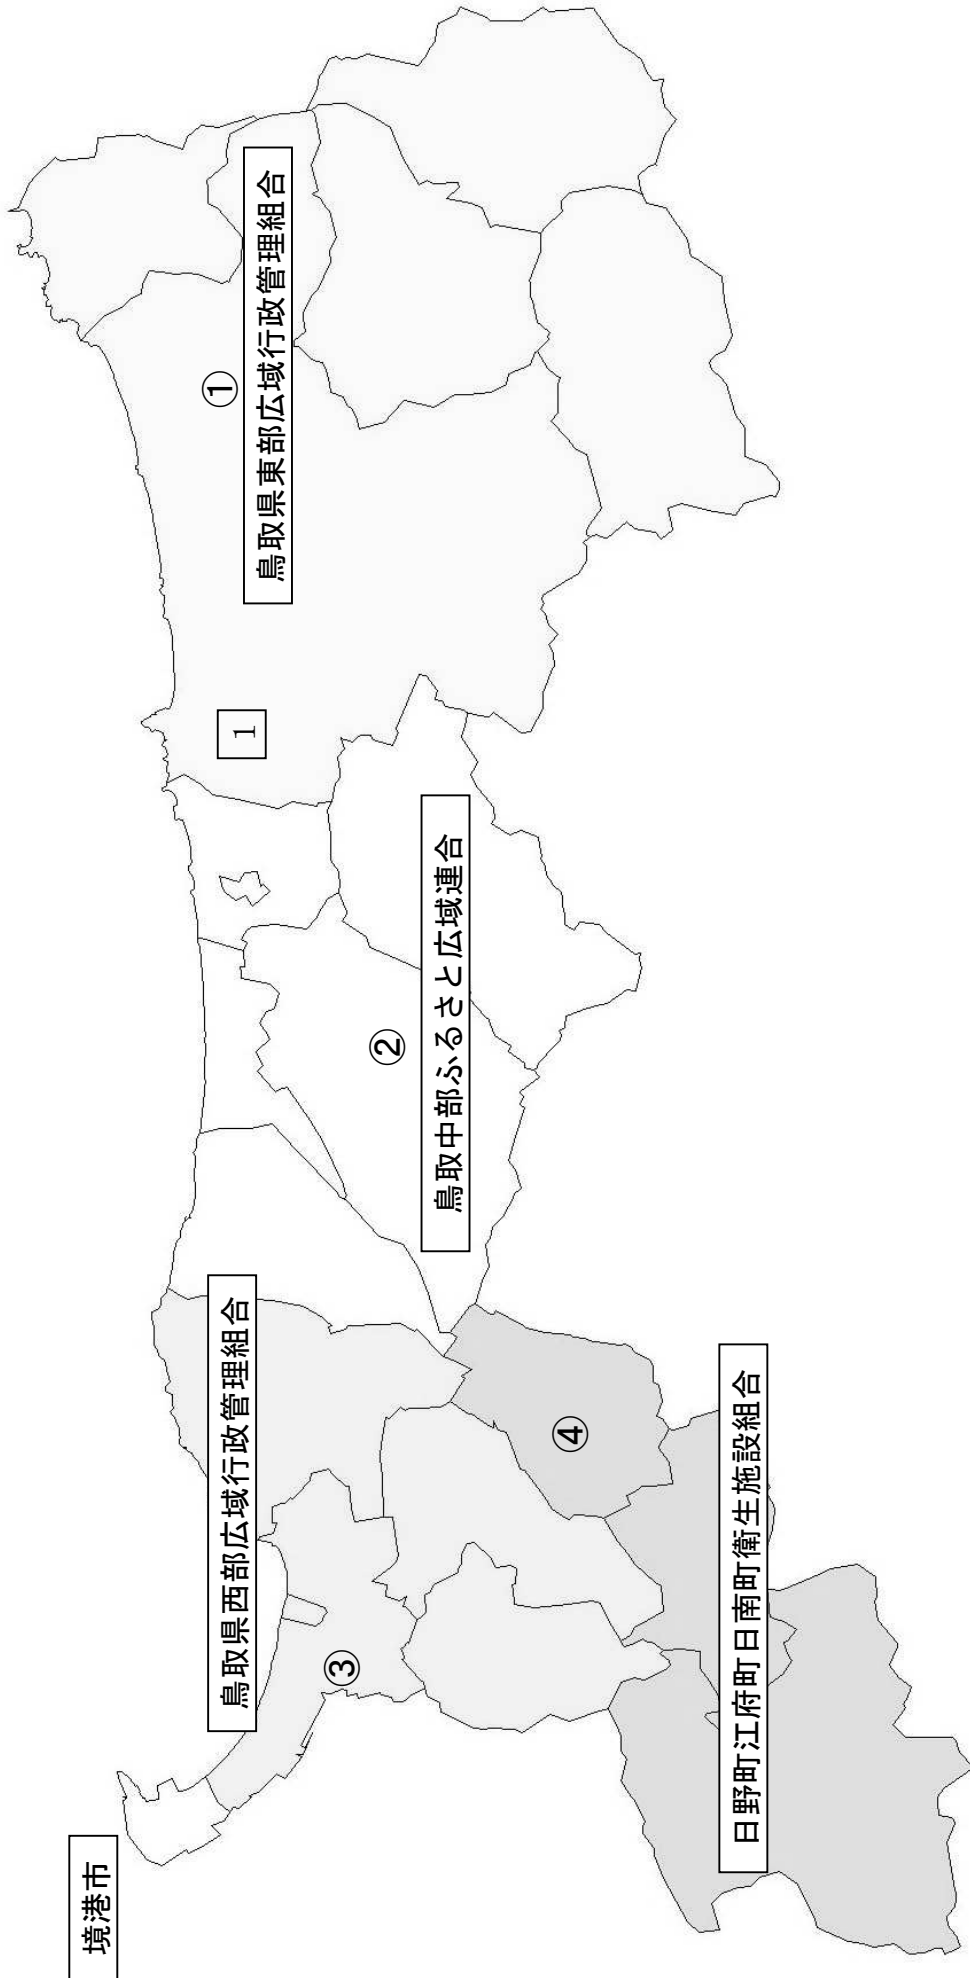 境港市
鳥取県西部広域行政管理組合
③
日野町江府町日南町衛生施設組合
④
②
鳥取中部ふるさと広域連合
1
①
鳥取県東部広域行政管理組合